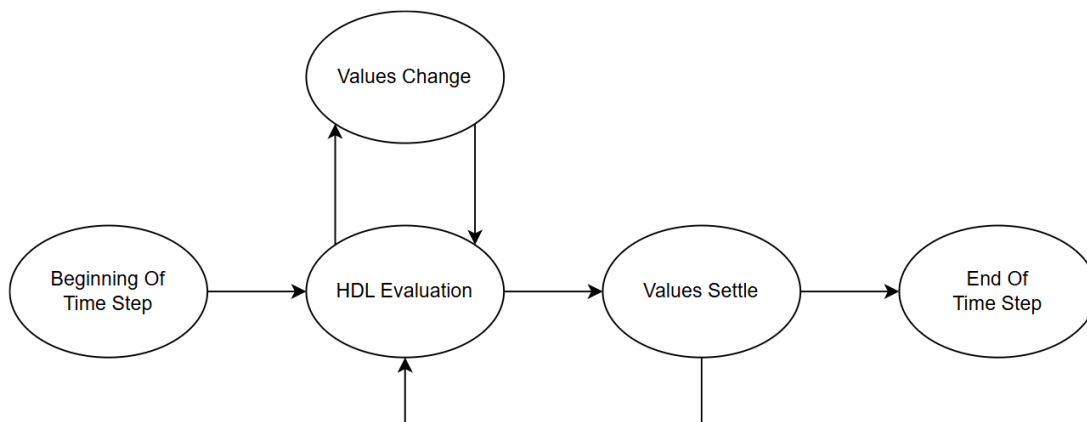 Values Change
Beginning Of
Time Step
HDL Evaluation
Values Settle
End Of
Time Step